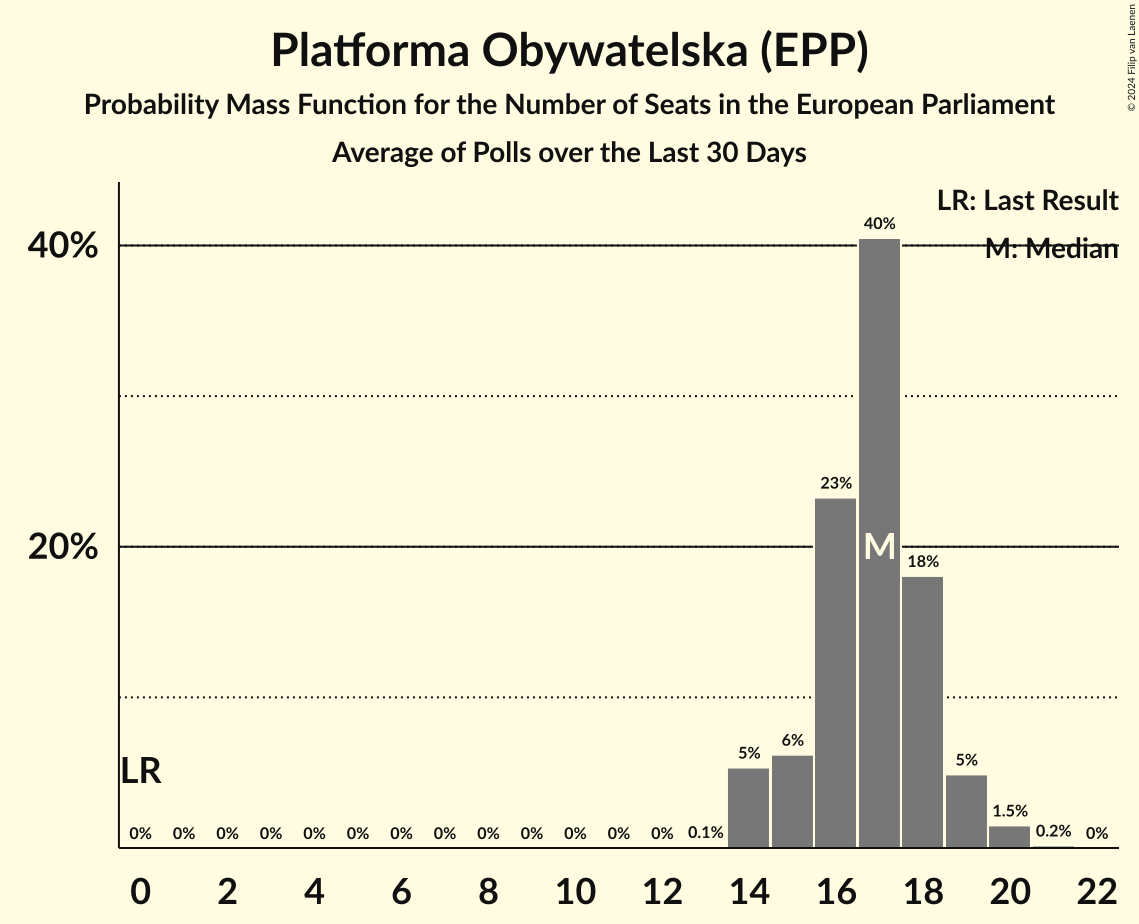 Platforma Obywatelska (EPP)
Probability Mass Function for the Number of Seats in the European Parliament
Average of Polls over the Last 30 Days
© 2024 Filip van Laenen
LR: Last Result
M: Median
40%
20%
40%
23%
M
18%
5%
6%
5%
1.5%
0.2%
0%
LR
0% 0% 0% 0% 0% 0% 0% 0% 0% 0% 0% 0% 0% 0.1%
0 2 4 6 8 10 12 14 16 18 20 22